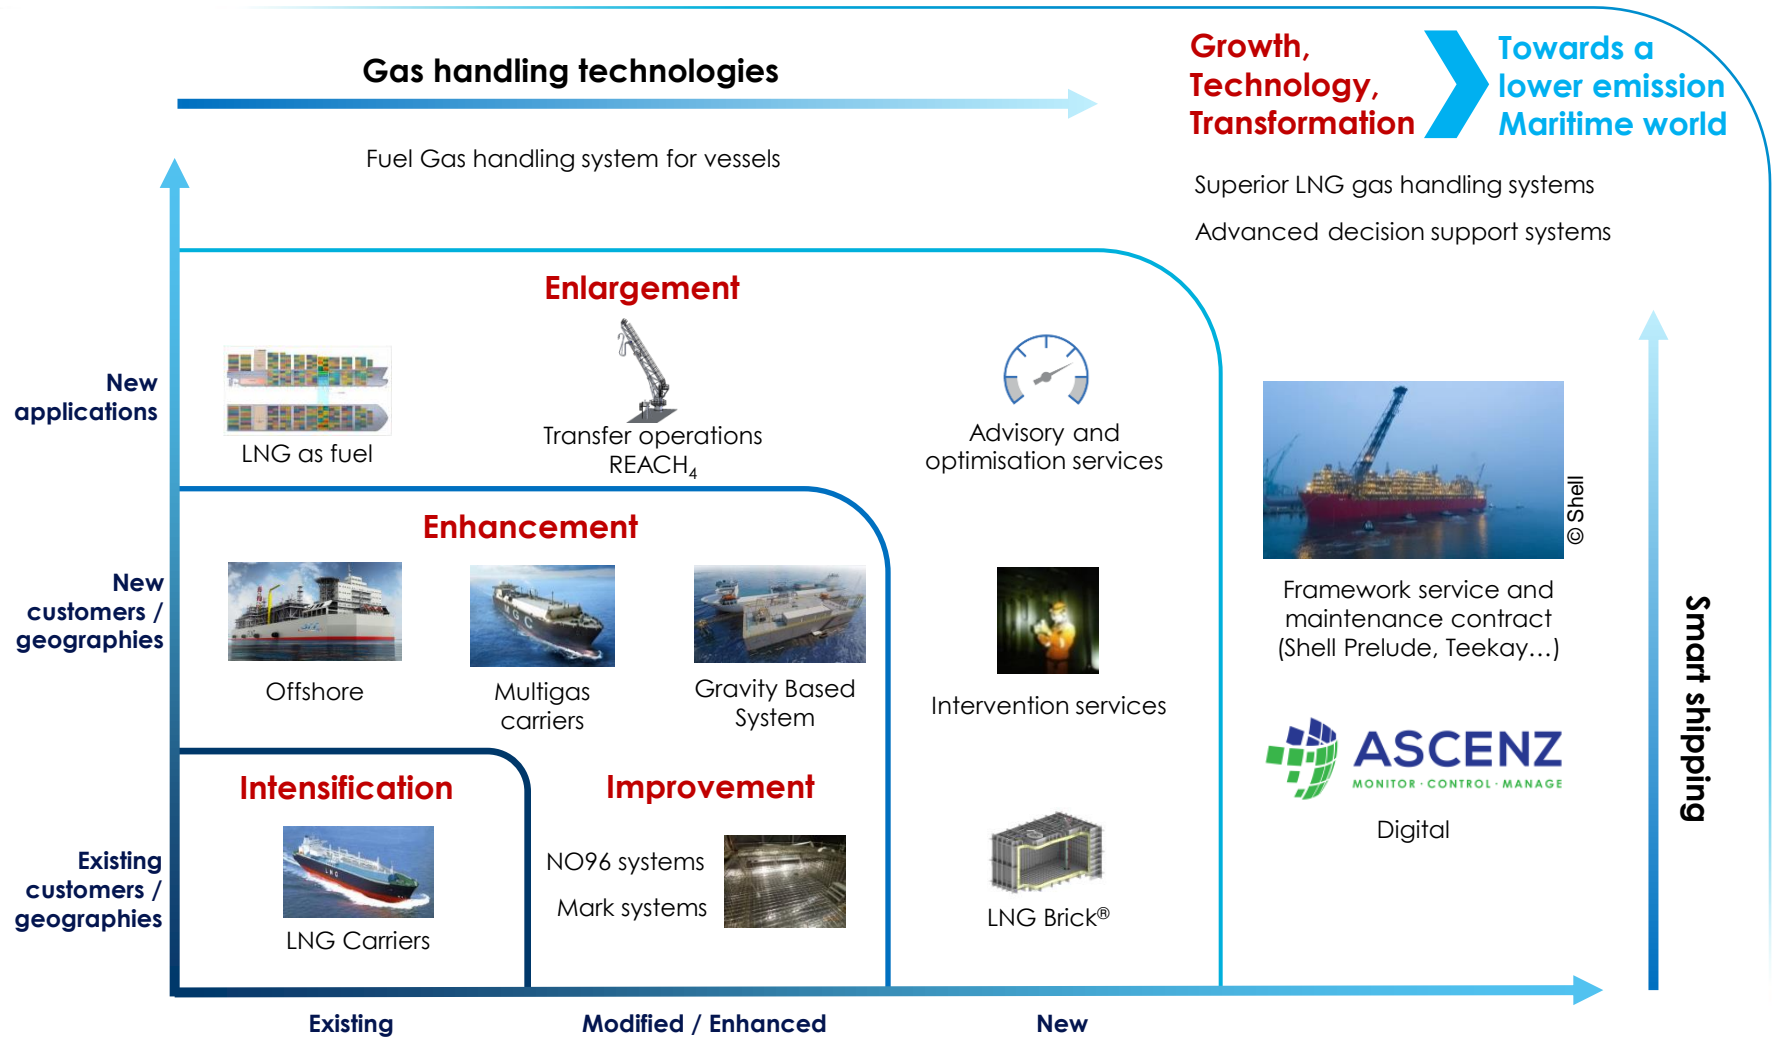 Gas handling technologies
Fuel Gas handling system for vessels
Growth,
Technology,
Transformation
Towards a
lower emission
Maritime world
Superior LNG gas handling systems
Advanced decision support systems
Enlargement
New
applications
LNG as fuel
Transfer operations
REACH₄
Advisory and
optimisation services
© Shell
Enhancement
New
customers /
geographies
Offshore
MGC
Multigas
carriers
Gravity Based
System
Intervention services
Framework service and
maintenance contract
(Shell Prelude, Teekay...)
Smart shipping
ASCENZ
MONITOR · CONTROL · MANAGE
Digital
Intensification
Improvement
Existing
customers /
geographies
LNG
LNG Carriers
NO96 systems
Mark systems
LNG Brick®
Existing
Modified / Enhanced
New